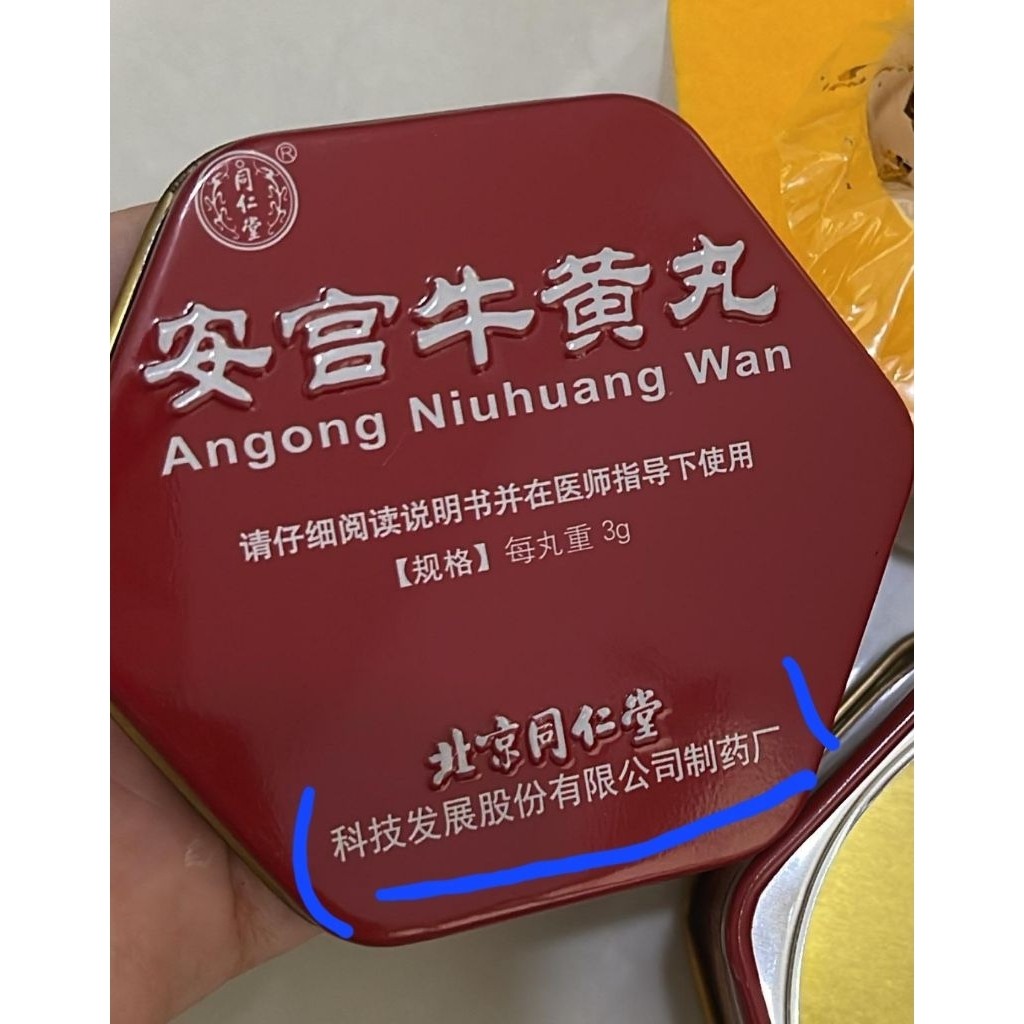 同仁堂
®
安宫牛黄丸
Angong Niuhuang Wan
请仔细阅读说明书并在医师指导下使用
【规格】每丸重 3g
北京同仁堂
科技发展股份有限公司制药厂